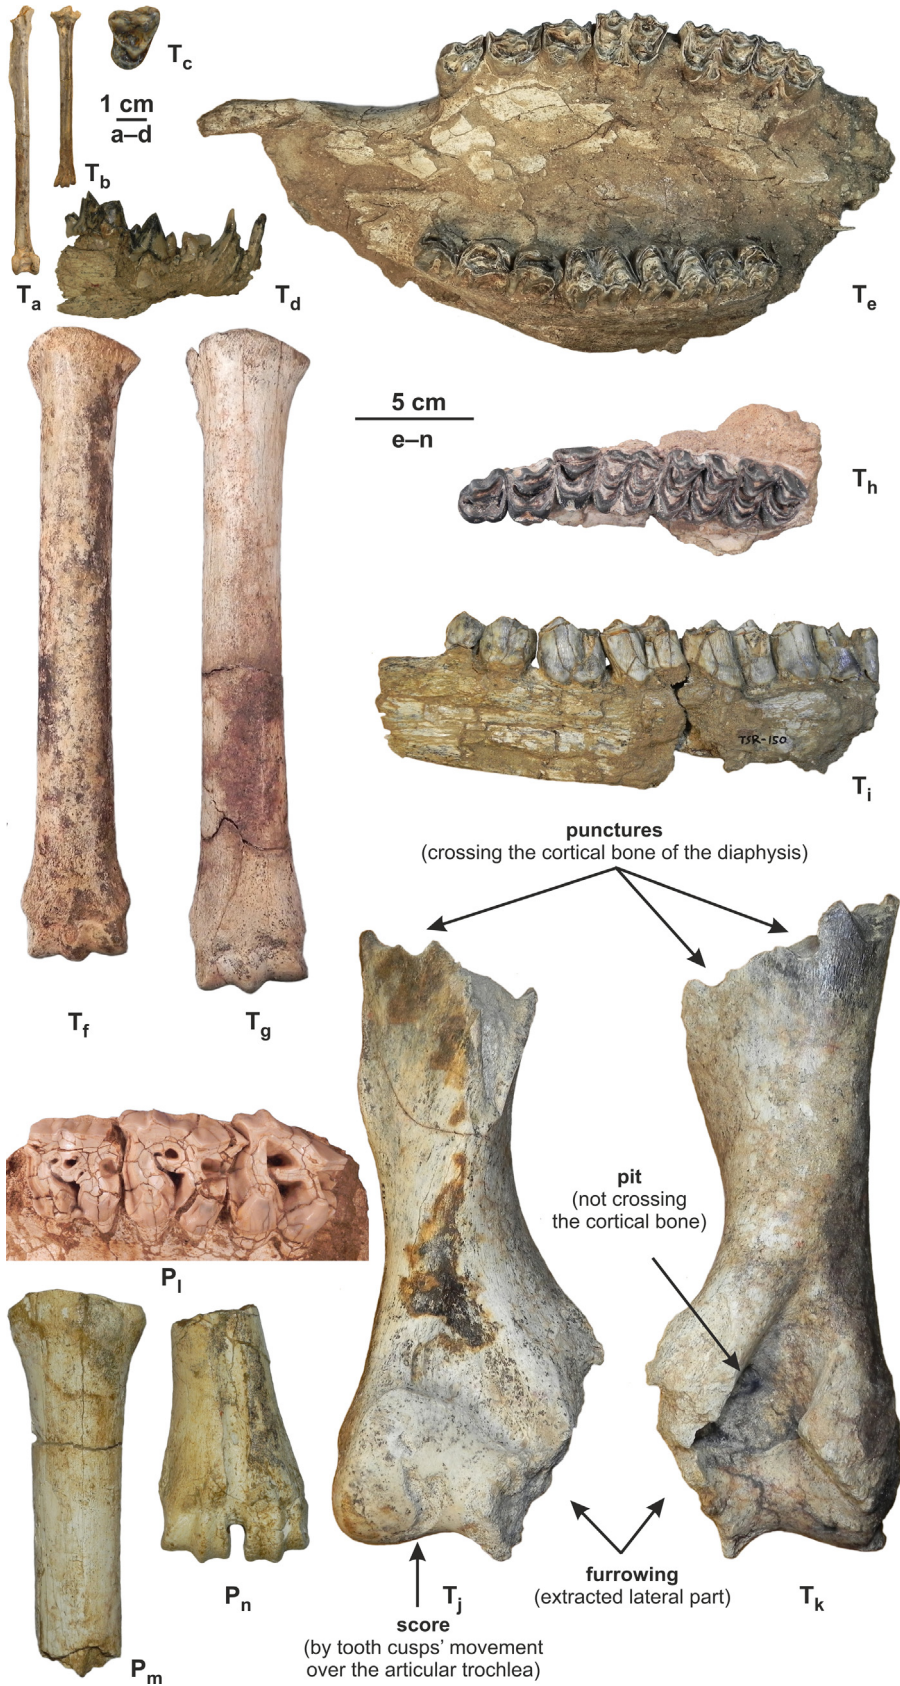 Tc
1 cm
a–d
Tb
Ta
Td
Te
5 cm
e–n
Th
TSR-150
Ti
punctures
(crossing the cortical bone of the diaphysis)
Tf
Tg
pit
(not crossing
the cortical bone)
Pl
furrowing
(extracted lateral part)
Pn
Tj
Tk
score
(by tooth cusps’ movement
over the articular trochlea)
Pm